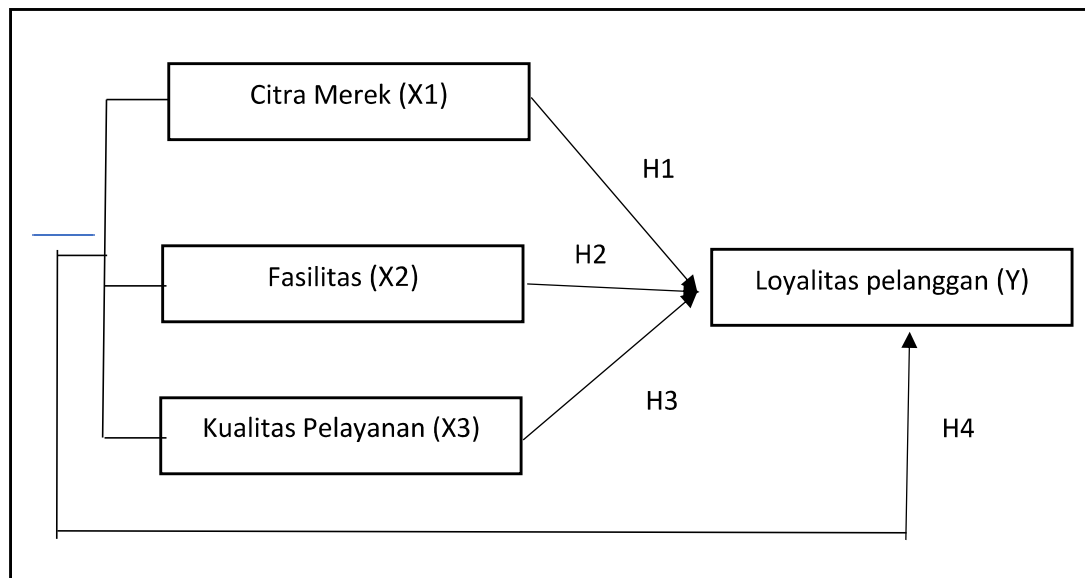 Citra Merek (X1)
H1
H2
Fasilitas (X2)
Loyalitas pelanggan (Y)
H3
Kualitas Pelayanan (X3)
H4